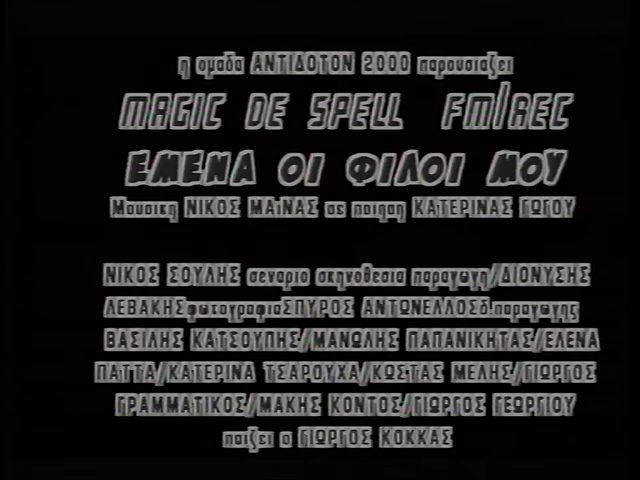 η ομαδα ΑΝΤΙΔΟΤΟΝ 2000 παρουσιαζει
MAGIC DE SPELL FM/REC
ΕΜΕΝΑ ΟΙ ΦΙΛΟΙ ΜΟΥ
Μουσικη ΝΙΚΟΣ ΜΑiΝΑΣ σε ποιηση ΚΑΤΕΡΙΝΑΣ ΓΩΓΟΥ
ΝΙΚΟΣ ΣΟΥΛΗΣ σεναριο σκηνοθεσια παραγωγη/ΔΙΟΝΥΣΗΣ
ΛΕΒΑΚΗΣφωτογραφιαΣΠΥΡΟΣ ΑΝΤΩΝΕΛΛΟΣδ.παραγωγης
ΒΑΣΙΛΗΣ ΚΑΤΣΟΥΠΗΣ/ΜΑΝΩΛΗΣ ΠΑΠΑΝΙΚΗΤΑΣ/ΕΛΕΝΑ
ΠΑΤΤΑ/ΚΑΤΕΡΙΝΑ ΤΣΑΡΟΥΧΑ/ΚΩΣΤΑΣ ΜΕΛΗΣ/ΓΙΩΡΓΟΣ
ΓΡΑΜΜΑΤΙΚΟΣ/ΜΑΚΗΣ ΚΟΝΤΟΣ/ΓΙΩΡΓΟΣ ΓΕΩΡΓΙΟΥ
παιζει ο ΓΙΩΡΓΟΣ ΚΟΚΚΑΣ